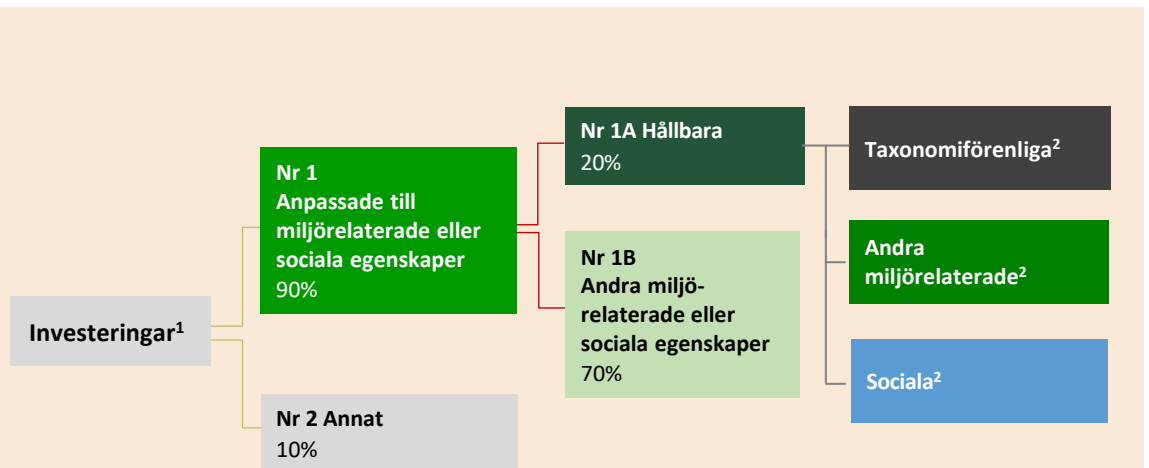 Investeringar¹
Nr 1
Anpassade till
miljörelaterade eller
sociala egenskaper
90%
Nr 2 Annat
10%
Nr 1A Hållbara
20%
Nr 1B
Andra miljö-
relaterade eller
sociala egenskaper
70%
Taxonomiförenliga²
Andra
miljörelaterade²
Sociala²